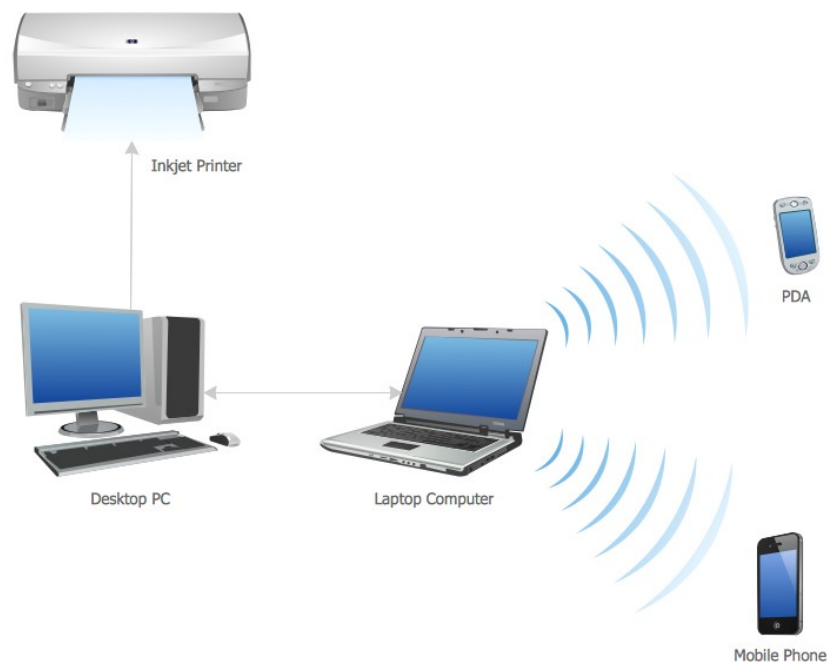 Inkjet Printer
PDA
Desktop PC
Laptop Computer
Mobile Phone